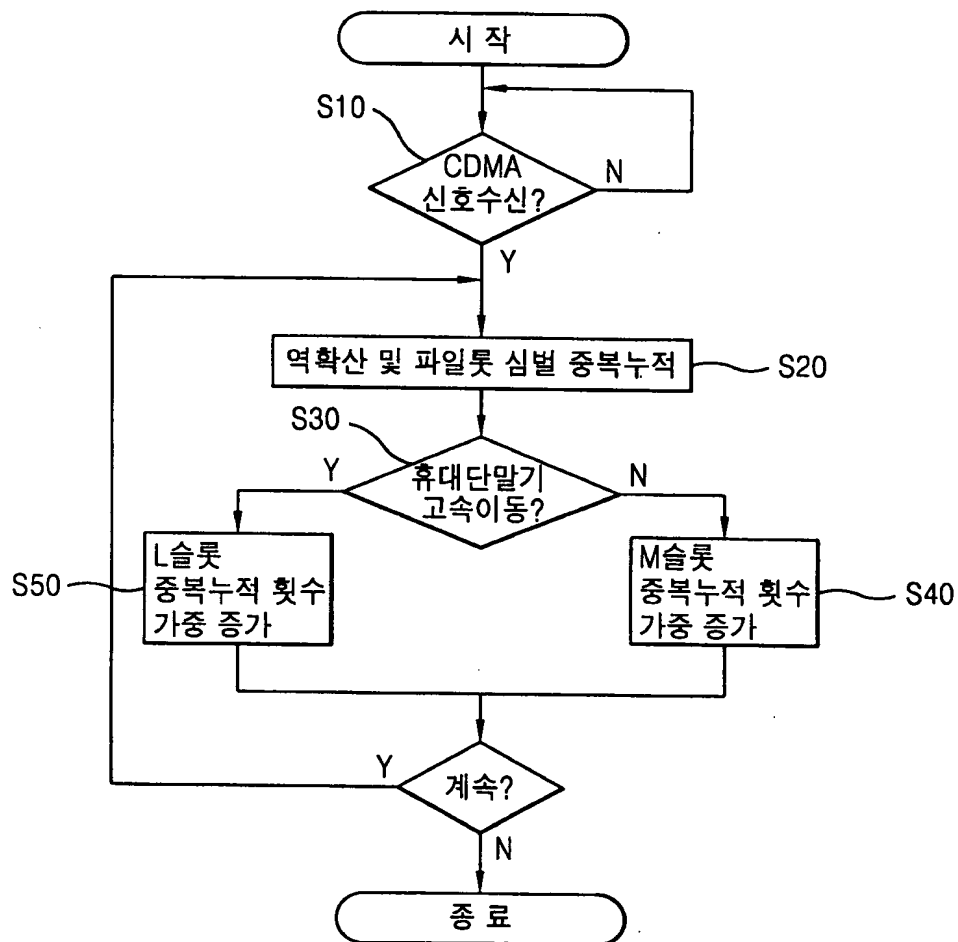 시 작
S10
CDMA
신호수신?
N
Y
역확산 및 파일롯 심벌 중복누적
S20
S30
Y
휴대단말기
고속이동?
N
L슬롯
중복누적 횟수
가중 증가
S50
M슬롯
중복누적 횟수
가중 증가
S40
Y
계속?
N
종 료